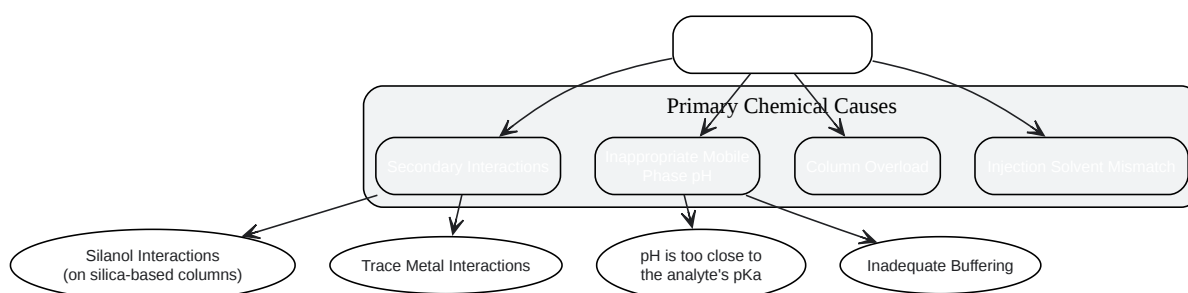 Primary Chemical Causes
Secondary Interactions
Inappropriate Mobile
Phase pH
Column Overload
Injection Solvent Mismatch
Silanol Interactions
(on silica-based columns)
Trace Metal Interactions
pH is too close to
the analyte's pKa
Inadequate Buffering